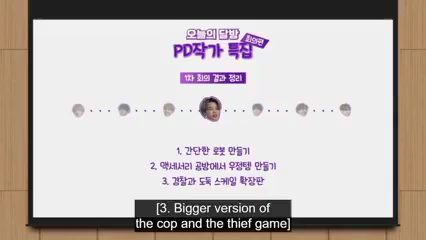 오늘의 달방
회의편
PD작가 특집
1차 회의 결과 정리
1. 간단한 로봇 만들기
2. 액세서리 공방에서 우정템 만들기
3. 경찰과 도둑 스케일 확장판
[3. Bigger version of
the cop and the thief game]